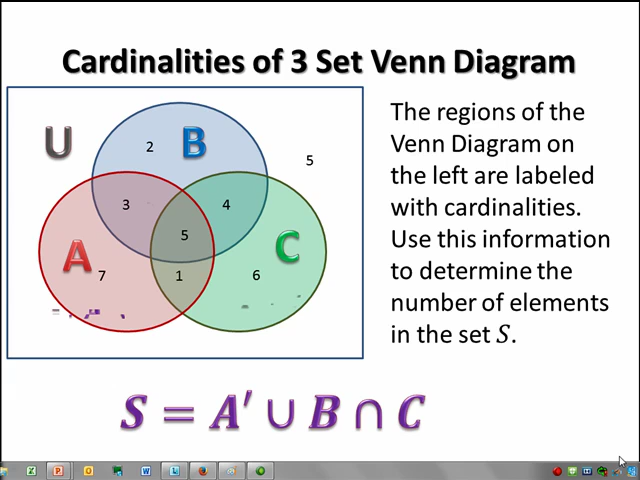 Cardinalities of 3 Set Venn Diagram
U
B
2
5
3
4
5
A
C
7
1
6
The regions of the
Venn Diagram on
the left are labeled
with cardinalities.
Use this information
to determine the
number of elements
in the set S.
S = A′ ∪ B ∩ C